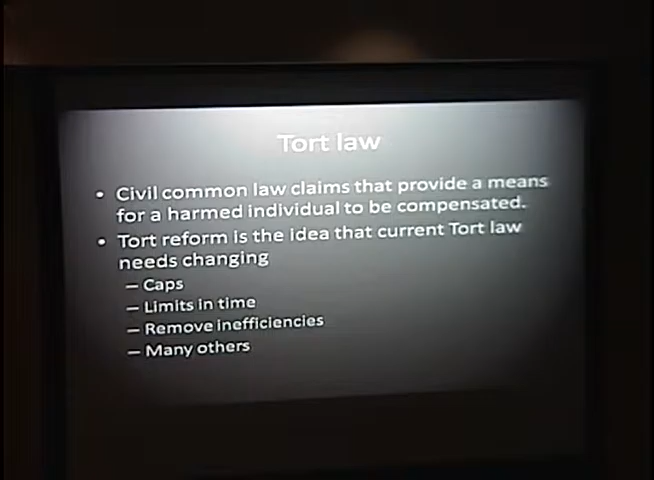 Tort law
• Civil common law claims that provide a means
for a harmed individual to be compensated.
• Tort reform is the idea that current Tort law
needs changing
– Caps
– Limits in time
– Remove inefficiencies
– Many others